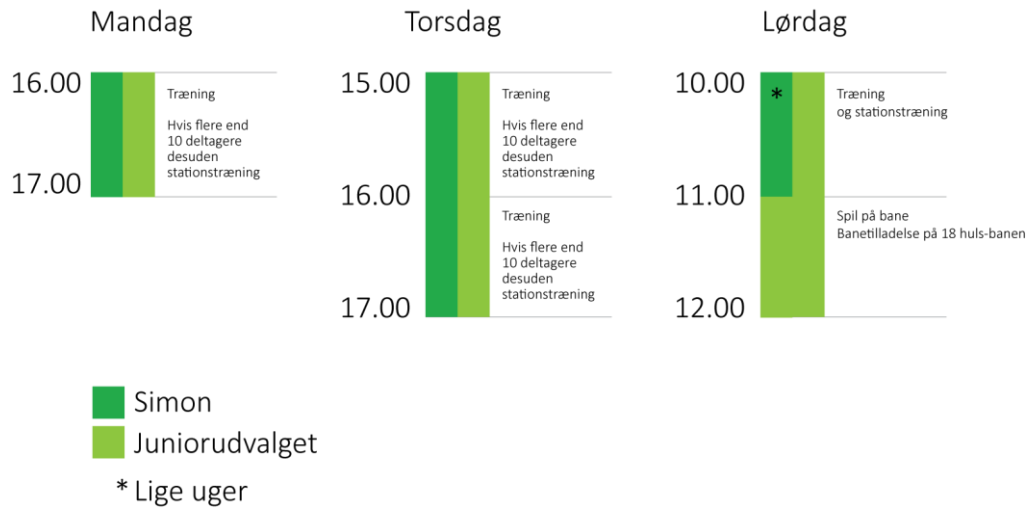 Mandag
16.00
Træning
Hvis flere end
10 deltagere
desuden
stationstræning
17.00
Torsdag
15.00
Træning
Hvis flere end
10 deltagere
desuden
stationstræning
16.00
Træning
Hvis flere end
10 deltagere
desuden
stationstræning
17.00
Lørdag
10.00
*
Træning
og stationstræning
11.00
Spil på bane
Banetilladelse på 18 huls-banen
12.00
Simon
Juniorudvalget
* Lige uger